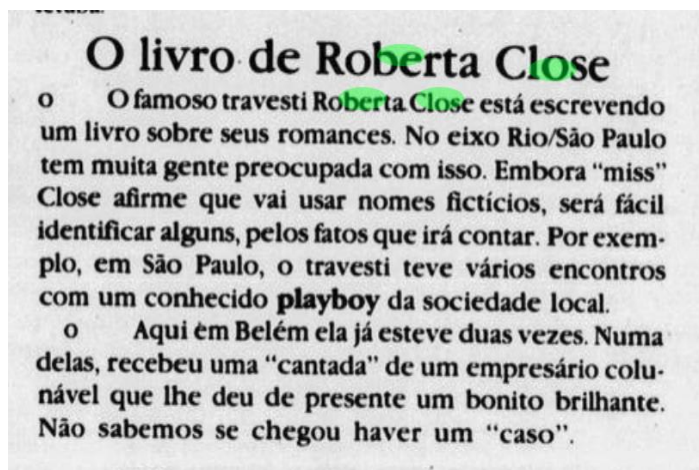 O livro de Roberta Close
o O famoso travesti Roberta Close está escrevendo
um livro sobre seus romances. No eixo Rio/São Paulo
tem muita gente preocupada com isso. Embora “miss”
Close afirme que vai usar nomes fictícios, será fácil
identificar alguns, pelos fatos que irá contar. Por exem-
plo, em São Paulo, o travesti teve vários encontros
com um conhecido playboy da sociedade local.
o Aqui em Belém ela já esteve duas vezes. Numa
delas, recebeu uma “cantada” de um empresário colu-
nável que lhe deu de presente um bonito brilhante.
Não sabemos se chegou haver um “caso”.